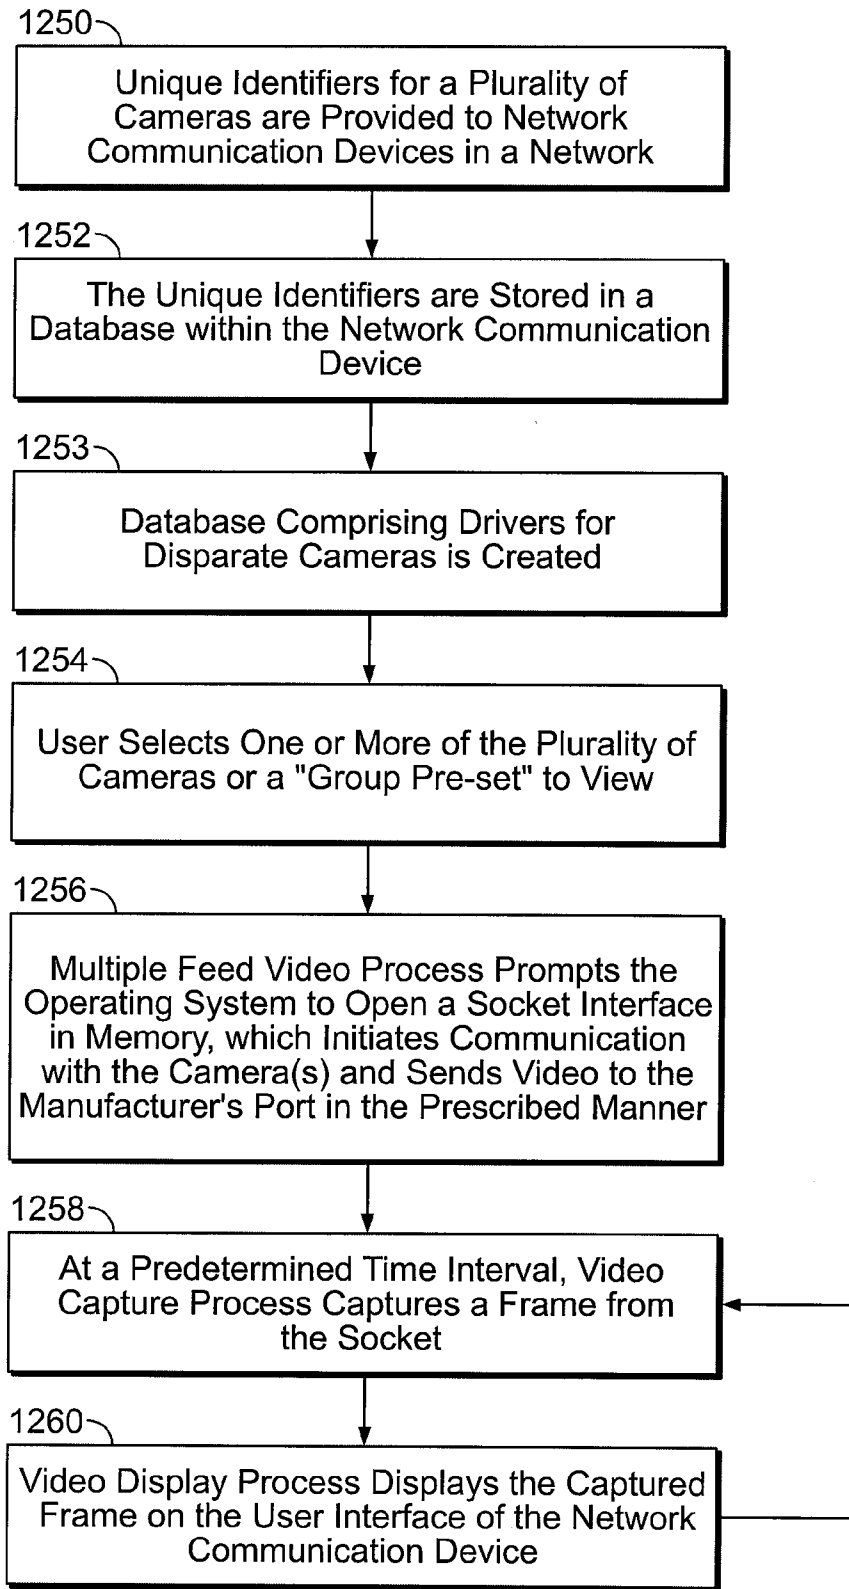 1250
Unique Identifiers for a Plurality of
Cameras are Provided to Network
Communication Devices in a Network
1252
The Unique Identifiers are Stored in a
Database within the Network Communication
Device
1253
Database Comprising Drivers for
Disparate Cameras is Created
1254
User Selects One or More of the Plurality of
Cameras or a "Group Pre-set" to View
1256
Multiple Feed Video Process Prompts the
Operating System to Open a Socket Interface
in Memory, which Initiates Communication
with the Camera(s) and Sends Video to the
Manufacturer's Port in the Prescribed Manner
1258
At a Predetermined Time Interval, Video
Capture Process Captures a Frame from
the Socket
1260
Video Display Process Displays the Captured
Frame on the User Interface of the Network
Communication Device